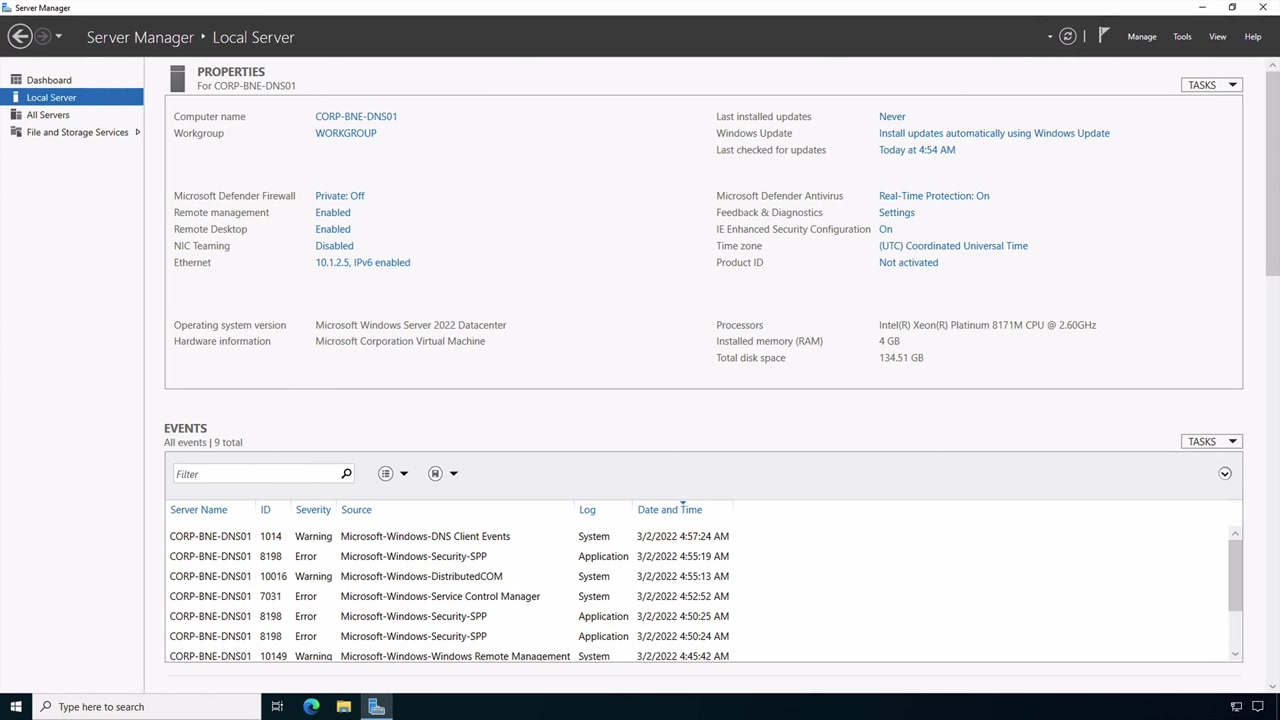 Server Manager
Server Manager ‣ Local Server
Manage Tools View Help
Dashboard
Local Server
All Servers
File and Storage Services
PROPERTIES
For CORP-BNE-DNS01
TASKS
Computer name CORP-BNE-DNS01 Last installed updates Never
Workgroup WORKGROUP Windows Update Install updates automatically using Windows Update
Last checked for updates Today at 4:54 AM
Microsoft Defender Firewall Private: Off Microsoft Defender Antivirus Real-Time Protection: On
Remote management Enabled Feedback & Diagnostics Settings
Remote Desktop Enabled IE Enhanced Security Configuration On
NIC Teaming Disabled Time zone (UTC) Coordinated Universal Time
Ethernet 10.1.2.5, IPv6 enabled Product ID Not activated
Operating system version Microsoft Windows Server 2022 Datacenter Processors Intel(R) Xeon(R) Platinum 8171M CPU @ 2.60GHz
Hardware information Microsoft Corporation Virtual Machine Installed memory (RAM) 4 GB
Total disk space 134.51 GB
EVENTS
All events | 9 total
TASKS
Filter
Server Name ID Severity Source Log Date and Time
CORP-BNE-DNS01 1014 Warning Microsoft-Windows-DNS Client Events System 3/2/2022 4:57:24 AM
CORP-BNE-DNS01 8198 Error Microsoft-Windows-Security-SPP Application 3/2/2022 4:55:19 AM
CORP-BNE-DNS01 10016 Warning Microsoft-Windows-DistributedCOM System 3/2/2022 4:55:13 AM
CORP-BNE-DNS01 7031 Error Microsoft-Windows-Service Control Manager System 3/2/2022 4:52:52 AM
CORP-BNE-DNS01 8198 Error Microsoft-Windows-Security-SPP Application 3/2/2022 4:50:25 AM
CORP-BNE-DNS01 8198 Error Microsoft-Windows-Security-SPP Application 3/2/2022 4:50:24 AM
CORP-BNE-DNS01 10149 Warning Microsoft-Windows-Windows Remote Management System 3/2/2022 4:45:42 AM
Type here to search